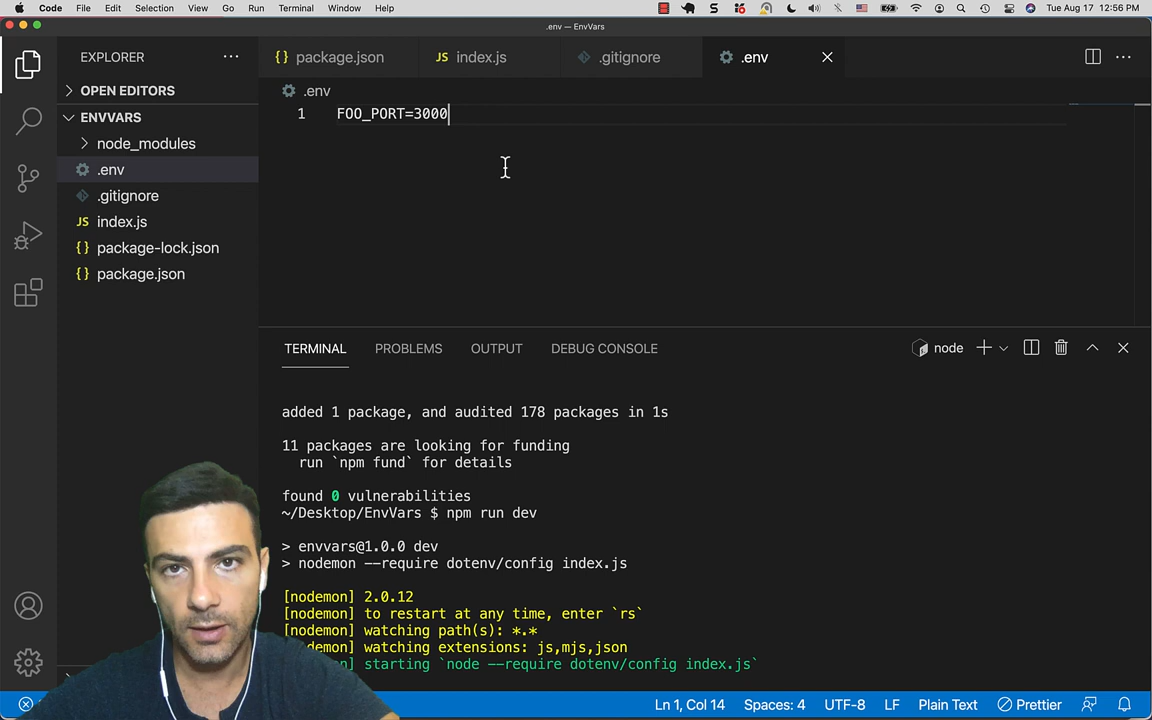 Code File Edit Selection View Go Run Terminal Window Help Tue Aug 17 12:56 PM
.env — EnvVars
EXPLORER
{} package.json JS index.js .gitignore .env
OPEN EDITORS
.env
ENVVARS
1 FOO_PORT=3000
node_modules
.env
.gitignore
JS index.js
{} package-lock.json
{} package.json
TERMINAL PROBLEMS OUTPUT DEBUG CONSOLE node
added 1 package, and audited 178 packages in 1s
11 packages are looking for funding
run `npm fund` for details
found 0 vulnerabilities
~/Desktop/EnvVars $ npm run dev
> envvars@1.0.0 dev
> nodemon --require dotenv/config index.js
[nodemon] 2.0.12
[nodemon] to restart at any time, enter `rs`
[nodemon] watching path(s): *.*
watching extensions: js,mjs,json
starting `node --require dotenv/config index.js`
Ln 1, Col 14 Spaces: 4 UTF-8 LF Plain Text Prettier